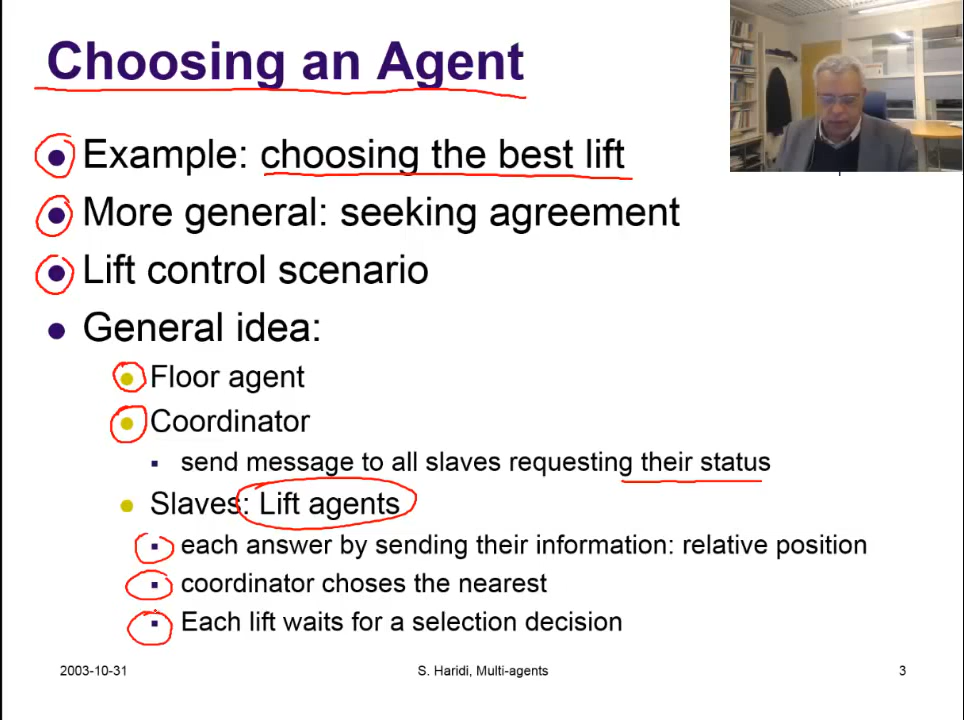 Choosing an Agent
Example: choosing the best lift
More general: seeking agreement
Lift control scenario
General idea:
Floor agent
Coordinator
send message to all slaves requesting their status
Slaves: Lift agents
each answer by sending their information: relative position
coordinator choses the nearest
Each lift waits for a selection decision
2003-10-31 S. Haridi, Multi-agents 3